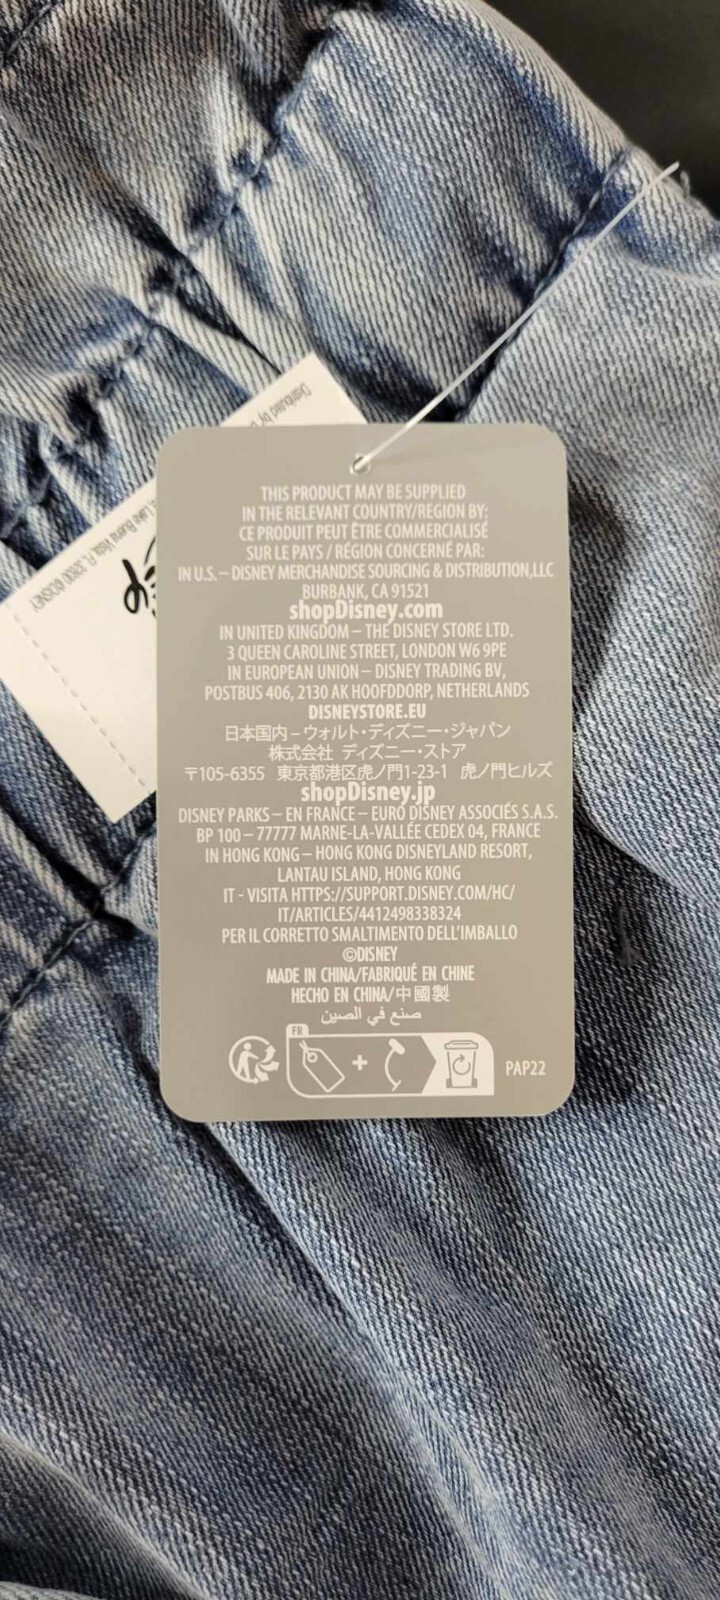 Distributed by
Lake Buena Vista, FL 32830 ©DISNEY
THIS PRODUCT MAY BE SUPPLIED
IN THE RELEVANT COUNTRY/REGION BY:
CE PRODUIT PEUT ÊTRE COMMERCIALISÉ
SUR LE PAYS / RÉGION CONCERNÉ PAR:
IN U.S. – DISNEY MERCHANDISE SOURCING & DISTRIBUTION,LLC
BURBANK, CA 91521
shopDisney.com
IN UNITED KINGDOM – THE DISNEY STORE LTD.
3 QUEEN CAROLINE STREET, LONDON W6 9PE
IN EUROPEAN UNION – DISNEY TRADING BV,
POSTBUS 406, 2130 AK HOOFDDORP, NETHERLANDS
DISNEYSTORE.EU
日本国内 – ウォルト・ディズニー・ジャパン
株式会社 ディズニー・ストア
〒105-6355 東京都港区虎ノ門1-23-1 虎ノ門ヒルズ
shopDisney.jp
DISNEY PARKS – EN FRANCE – EURO DISNEY ASSOCIÉS S.A.S.
BP 100 – 77777 MARNE-LA-VALLÉE CEDEX 04, FRANCE
IN HONG KONG – HONG KONG DISNEYLAND RESORT,
LANTAU ISLAND, HONG KONG
IT - VISITA HTTPS://SUPPORT.DISNEY.COM/HC/
IT/ARTICLES/4412498338324
PER IL CORRETTO SMALTIMENTO DELL'IMBALLO
©DISNEY
MADE IN CHINA/FABRIQUÉ EN CHINE
HECHO EN CHINA/中國製
صنع في الصين
FR
PAP22